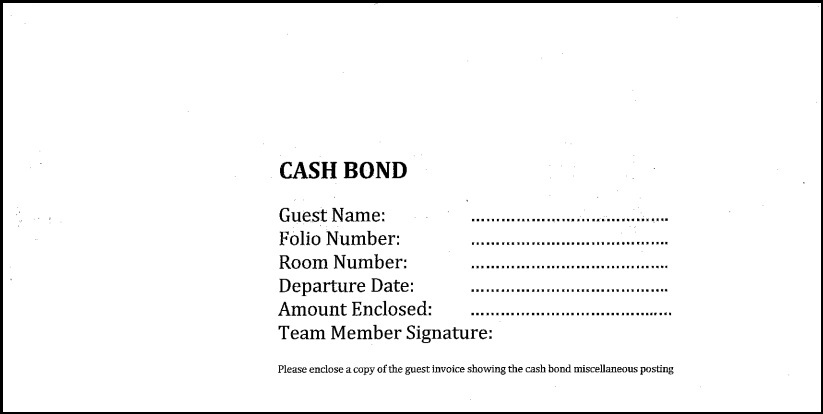 CASH BOND
Guest Name: ........................................
Folio Number: ........................................
Room Number: ........................................
Departure Date: ........................................
Amount Enclosed: ........................................
Team Member Signature:
Please enclose a copy of the guest invoice showing the cash bond miscellaneous posting